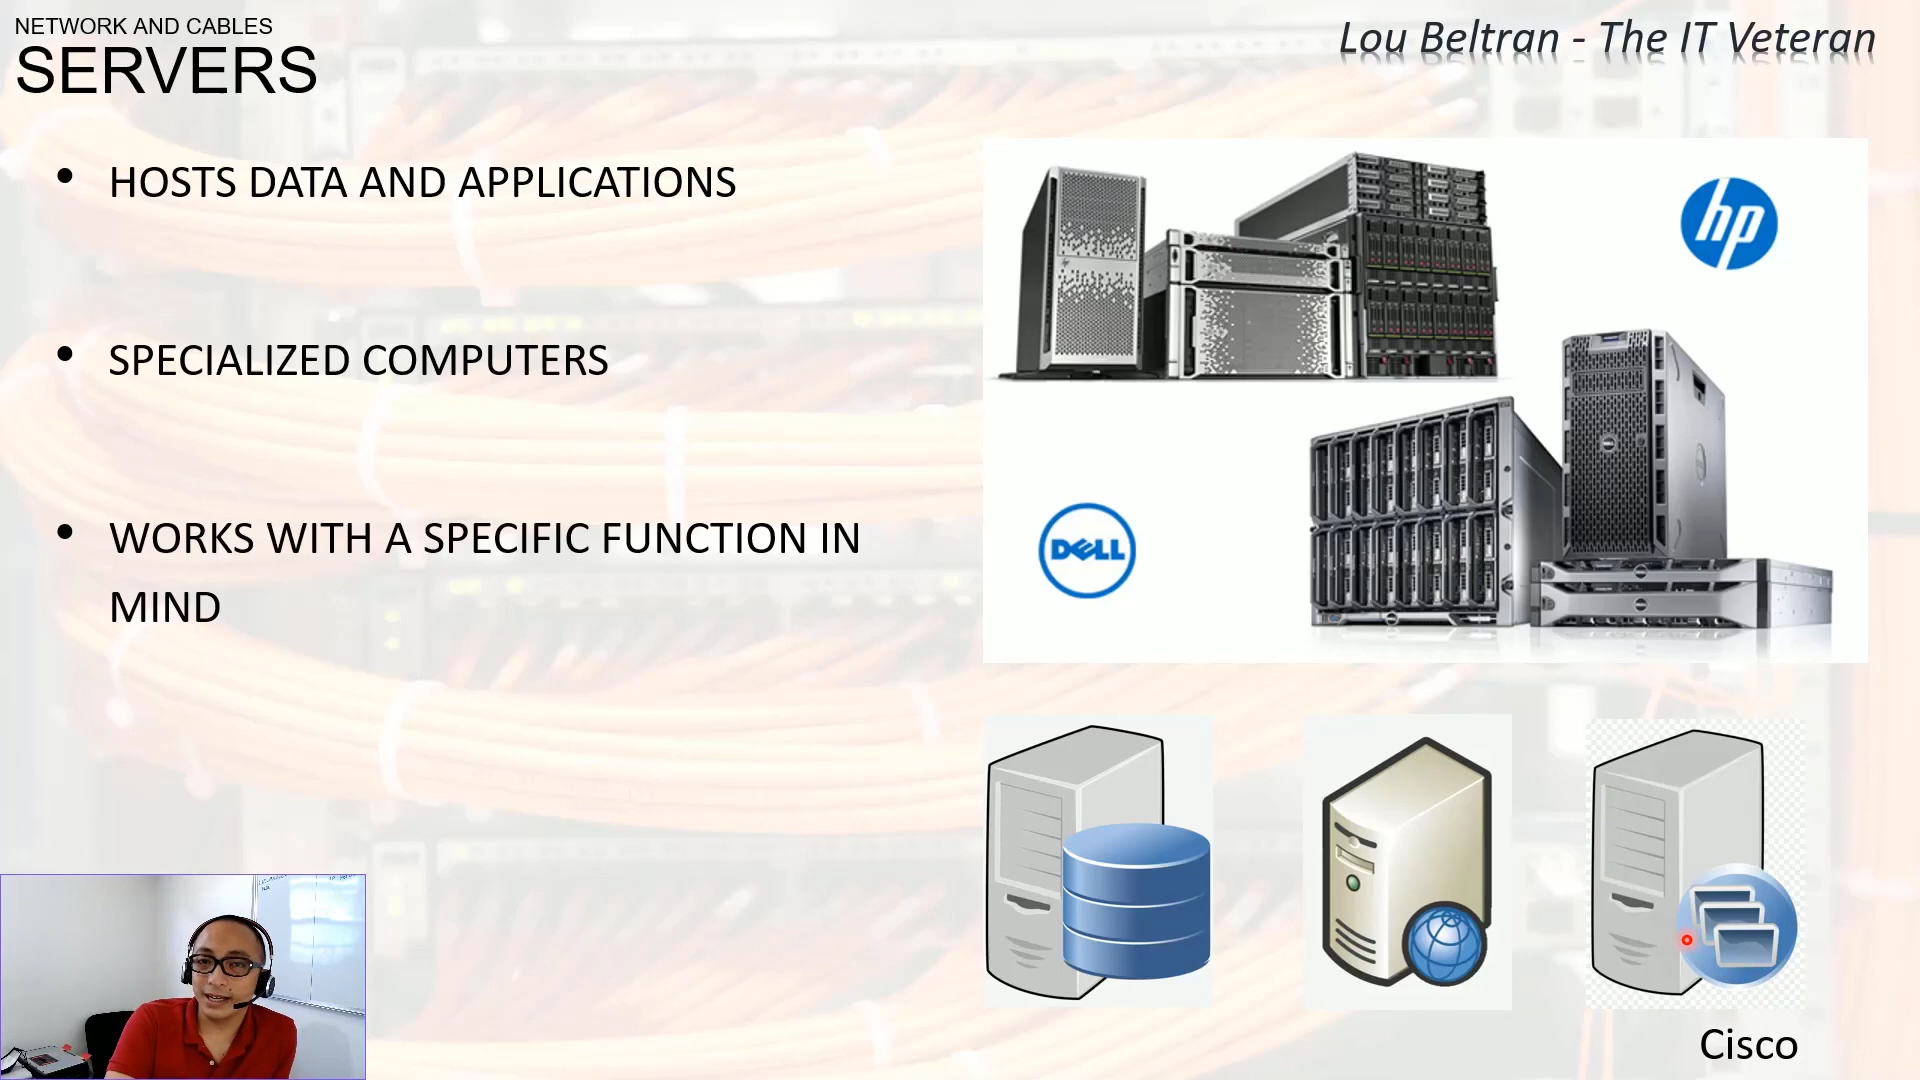 NETWORK AND CABLES
SERVERS
Lou Beltran - The IT Veteran
• HOSTS DATA AND APPLICATIONS
• SPECIALIZED COMPUTERS
• WORKS WITH A SPECIFIC FUNCTION IN
MIND
hp
DELL
Cisco